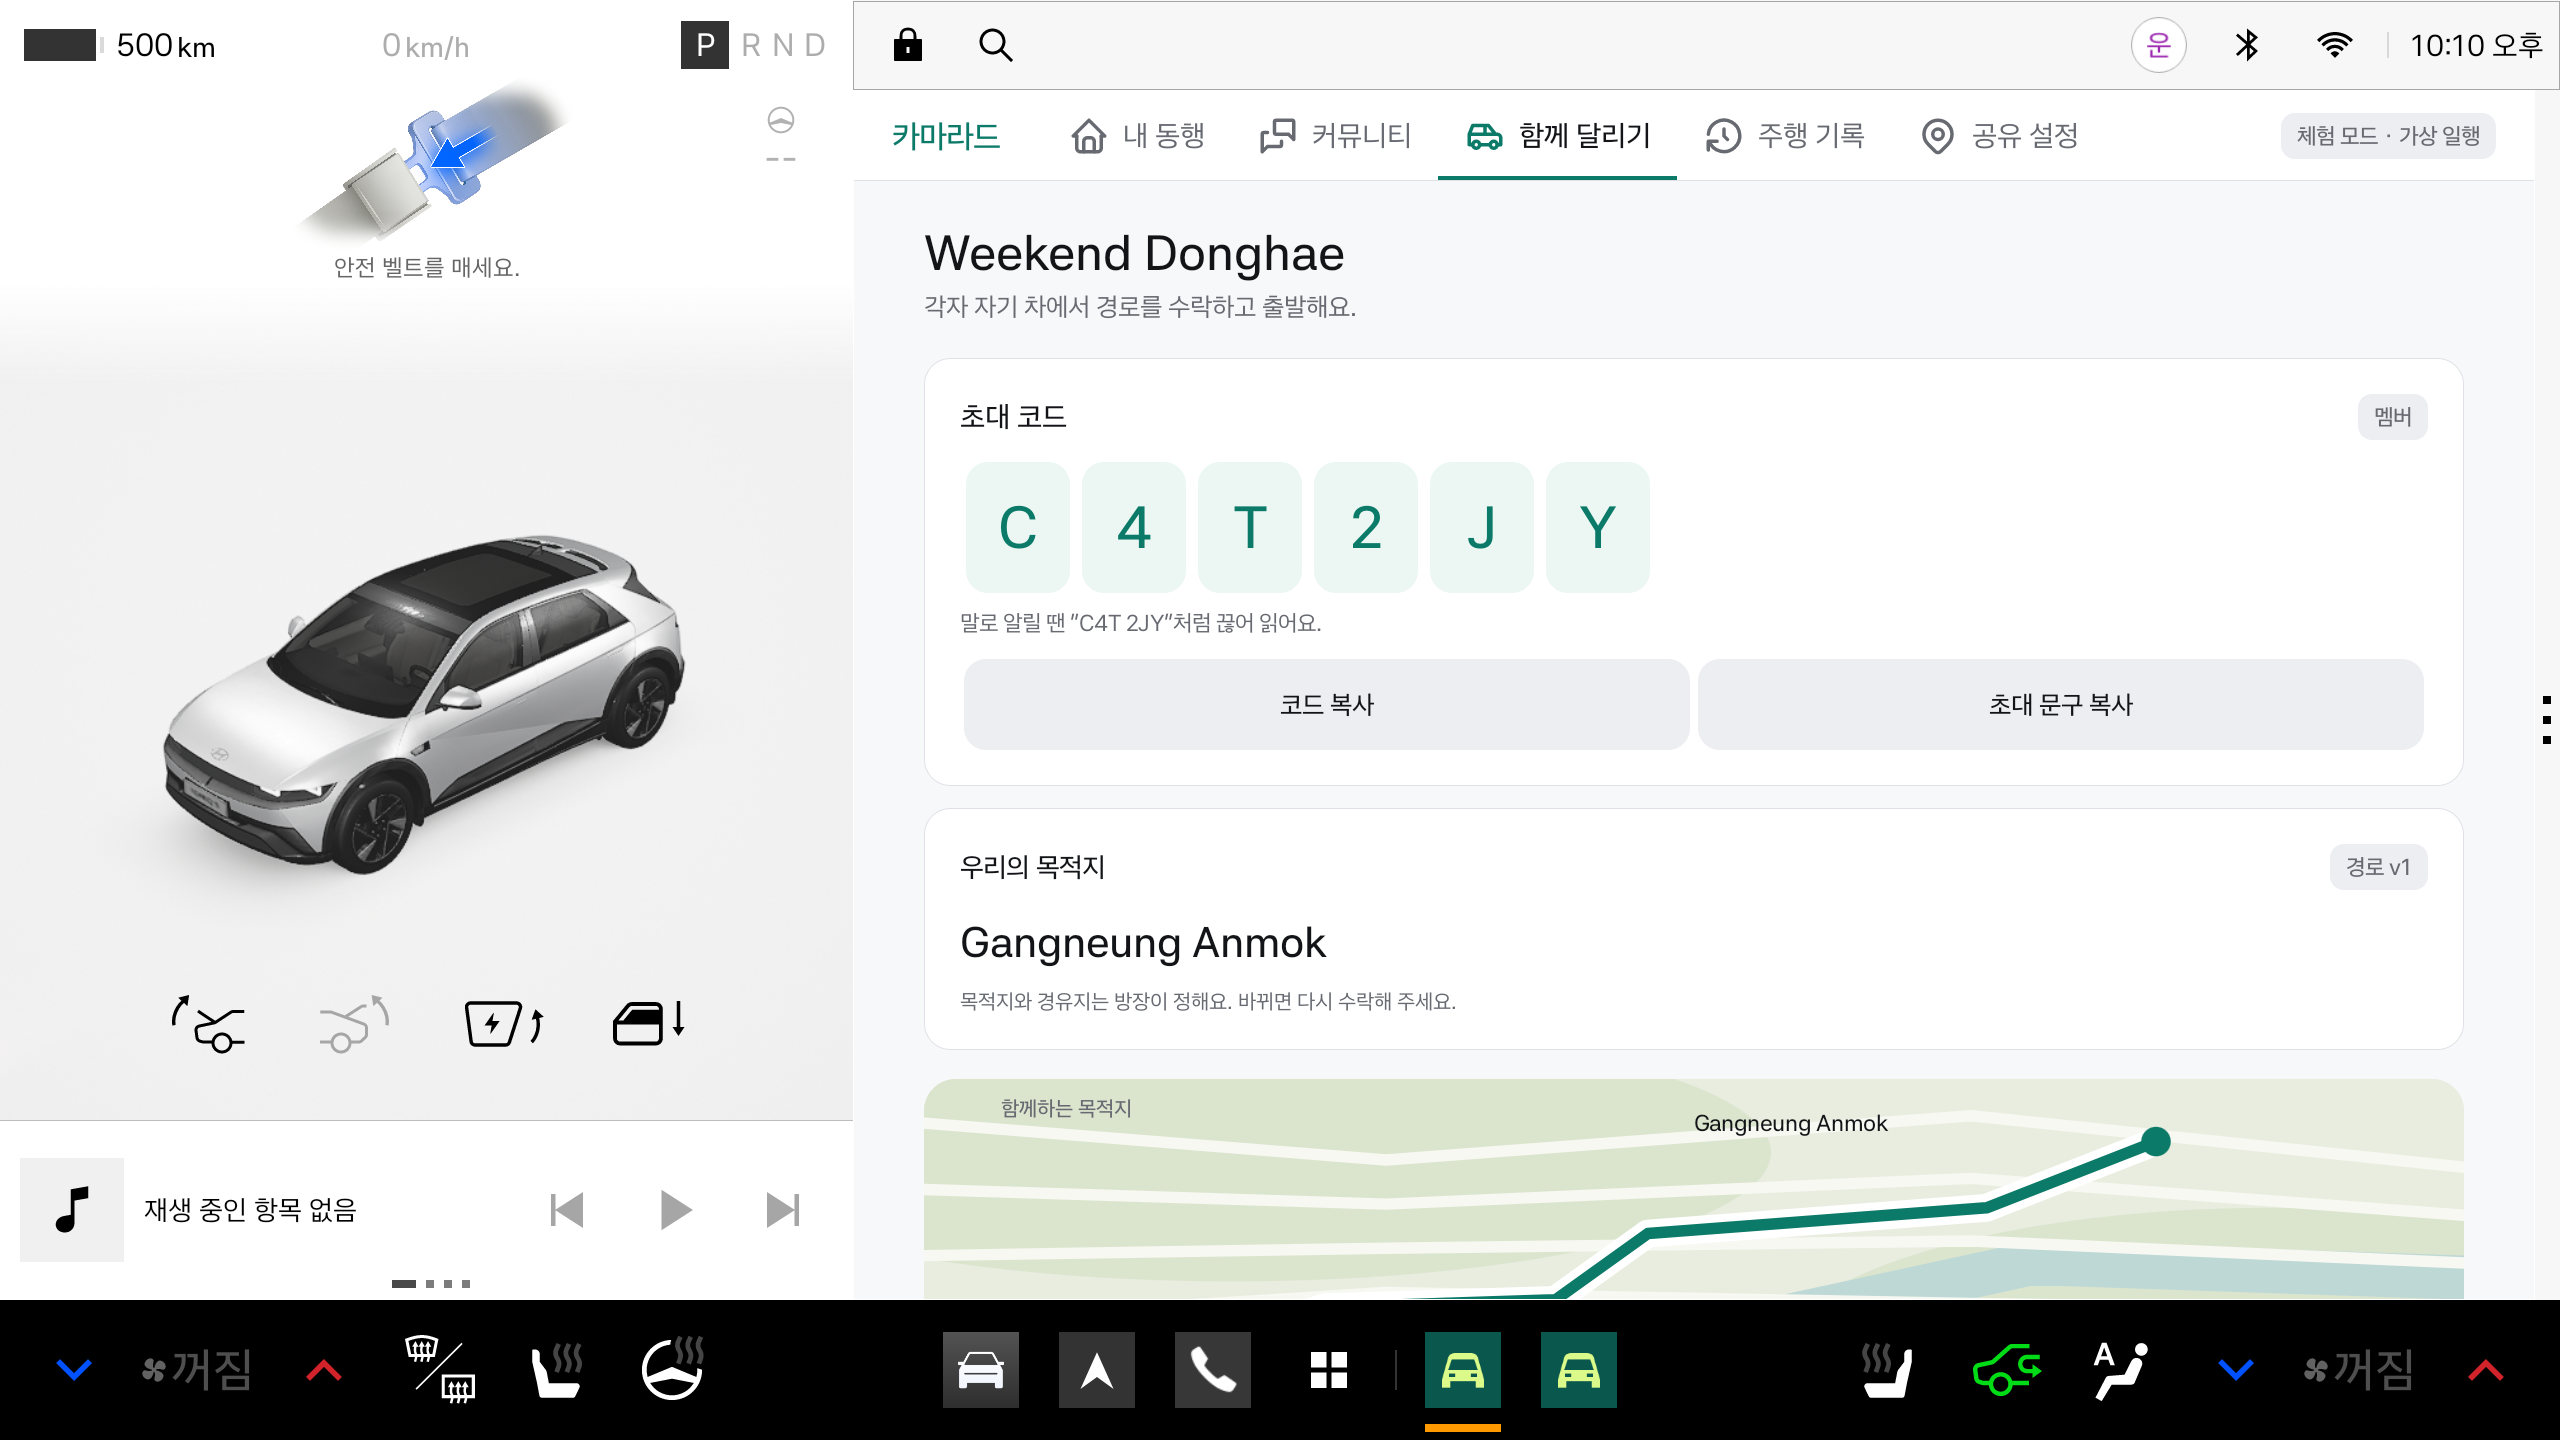 500 km
0 km/h
P R N D
운
10:10 오후
안전 벨트를 매세요.
카마라드
내 동행
커뮤니티
함께 달리기
주행 기록
공유 설정
체험 모드 · 가상 일행
Weekend Donghae
각자 자기 차에서 경로를 수락하고 출발해요.
초대 코드
멤버
C 4 T 2 J Y
말로 알릴 땐 "C4T 2JY"처럼 끊어 읽어요.
코드 복사
초대 문구 복사
우리의 목적지
경로 v1
Gangneung Anmok
목적지와 경유지는 방장이 정해요. 바뀌면 다시 수락해 주세요.
함께하는 목적지
Gangneung Anmok
재생 중인 항목 없음
꺼짐
A
꺼짐